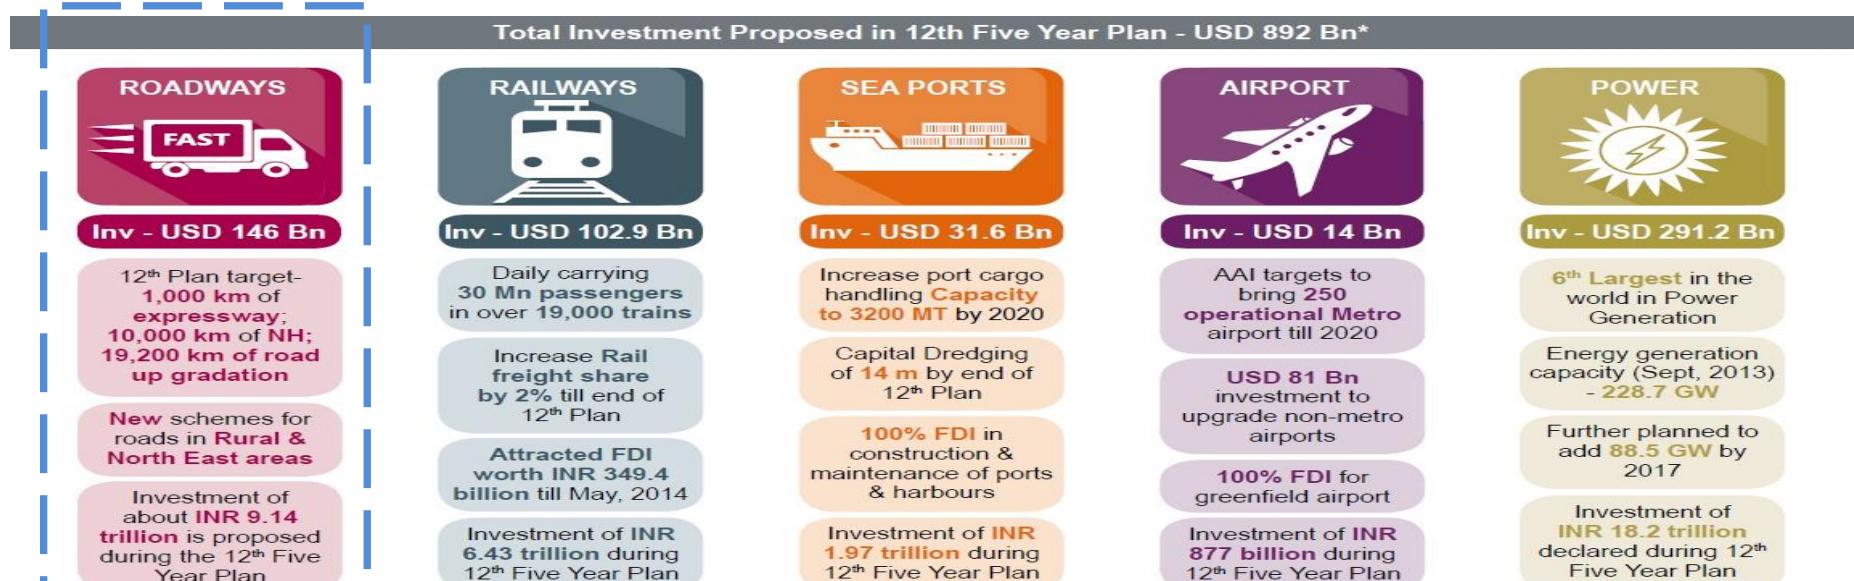 Total Investment Proposed in 12th Five Year Plan - USD 892 Bn*
ROADWAYS
FAST
Inv - USD 146 Bn
12th Plan target-
1,000 km of
expressway;
10,000 km of NH;
19,200 km of road
up gradation
New schemes for
roads in Rural &
North East areas
Investment of
about INR 9.14
trillion is proposed
during the 12th Five
Year Plan
RAILWAYS
Inv - USD 102.9 Bn
Daily carrying
30 Mn passengers
in over 19,000 trains
Increase Rail
freight share
by 2% till end of
12th Plan
Attracted FDI
worth INR 349.4
billion till May, 2014
Investment of INR
6.43 trillion during
12th Five Year Plan
SEA PORTS
Inv - USD 31.6 Bn
Increase port cargo
handling Capacity
to 3200 MT by 2020
Capital Dredging
of 14 m by end of
12th Plan
100% FDI in
construction &
maintenance of ports
& harbours
Investment of INR
1.97 trillion during
12th Five Year Plan
AIRPORT
Inv - USD 14 Bn
AAI targets to
bring 250
operational Metro
airport till 2020
USD 81 Bn
investment to
upgrade non-metro
airports
100% FDI for
greenfield airport
Investment of INR
877 billion during
12th Five Year Plan
POWER
Inv - USD 291.2 Bn
6th Largest in the
world in Power
Generation
Energy generation
capacity (Sept, 2013)
- 228.7 GW
Further planned to
add 88.5 GW by
2017
Investment of
INR 18.2 trillion
declared during 12th
Five Year Plan